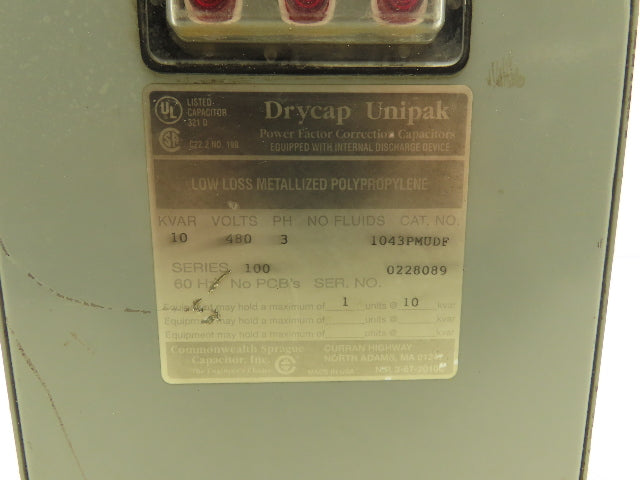 UL LISTED
CAPACITOR
321 D
Drycap Unipak
Power Factor Correction Capacitors
C22.2 NO. 190 EQUIPPED WITH INTERNAL DISCHARGE DEVICE
LOW LOSS METALLIZED POLYPROPYLENE
KVAR VOLTS PH NO FLUIDS CAT. NO.
10 480 3 1043PMUDF
SERIES 100 0228089
60 HZ No PCB's SER. NO.
Equipment may hold a maximum of 1 units @ 10 kvar
Equipment may hold a maximum of units @ kvar
Equipment may hold a maximum of units @ kvar
Commonwealth Sprague
Capacitor, Inc.
CURRAN HIGHWAY
NORTH ADAMS, MA
MADE IN USA